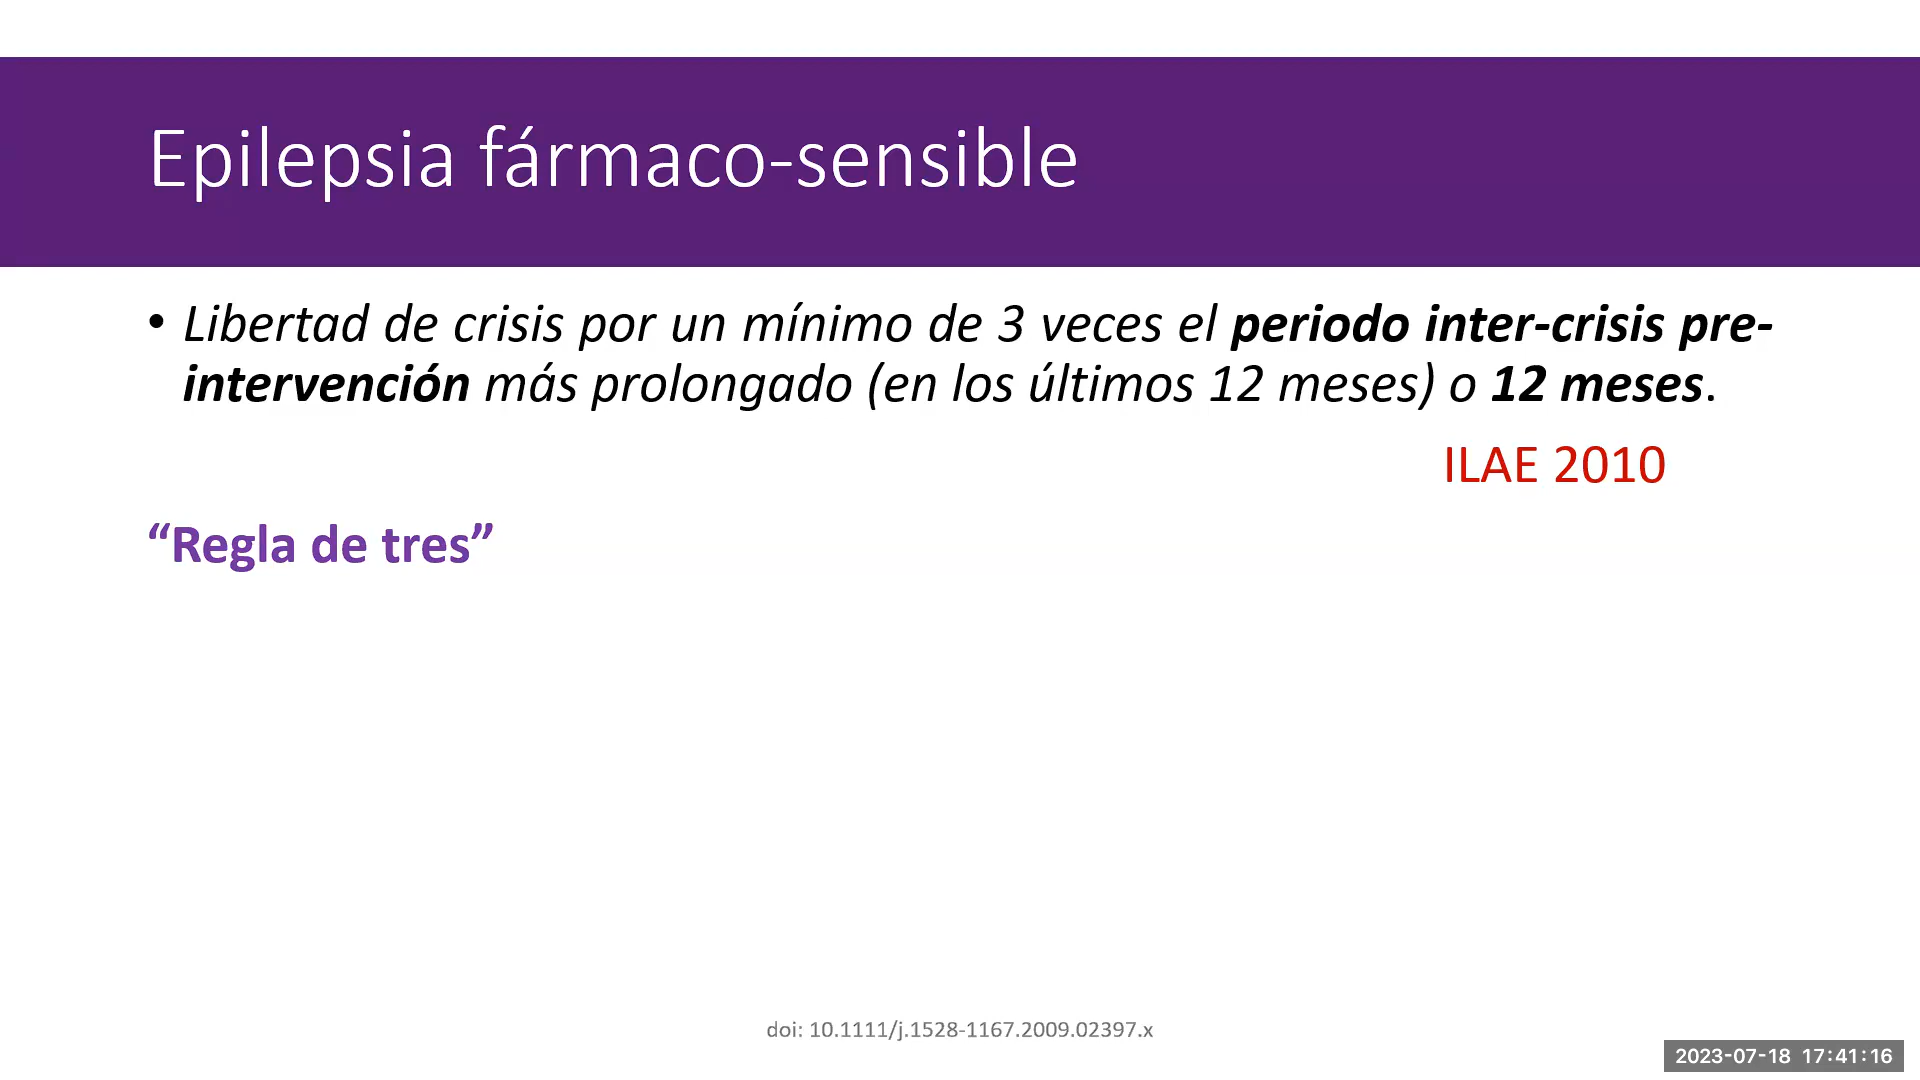 Epilepsia fármaco-sensible
• Libertad de crisis por un mínimo de 3 veces el periodo inter-crisis pre-
intervención más prolongado (en los últimos 12 meses) o 12 meses.
ILAE 2010
“Regla de tres”
doi: 10.1111/j.1528-1167.2009.02397.x
2023-07-18 17:41:16